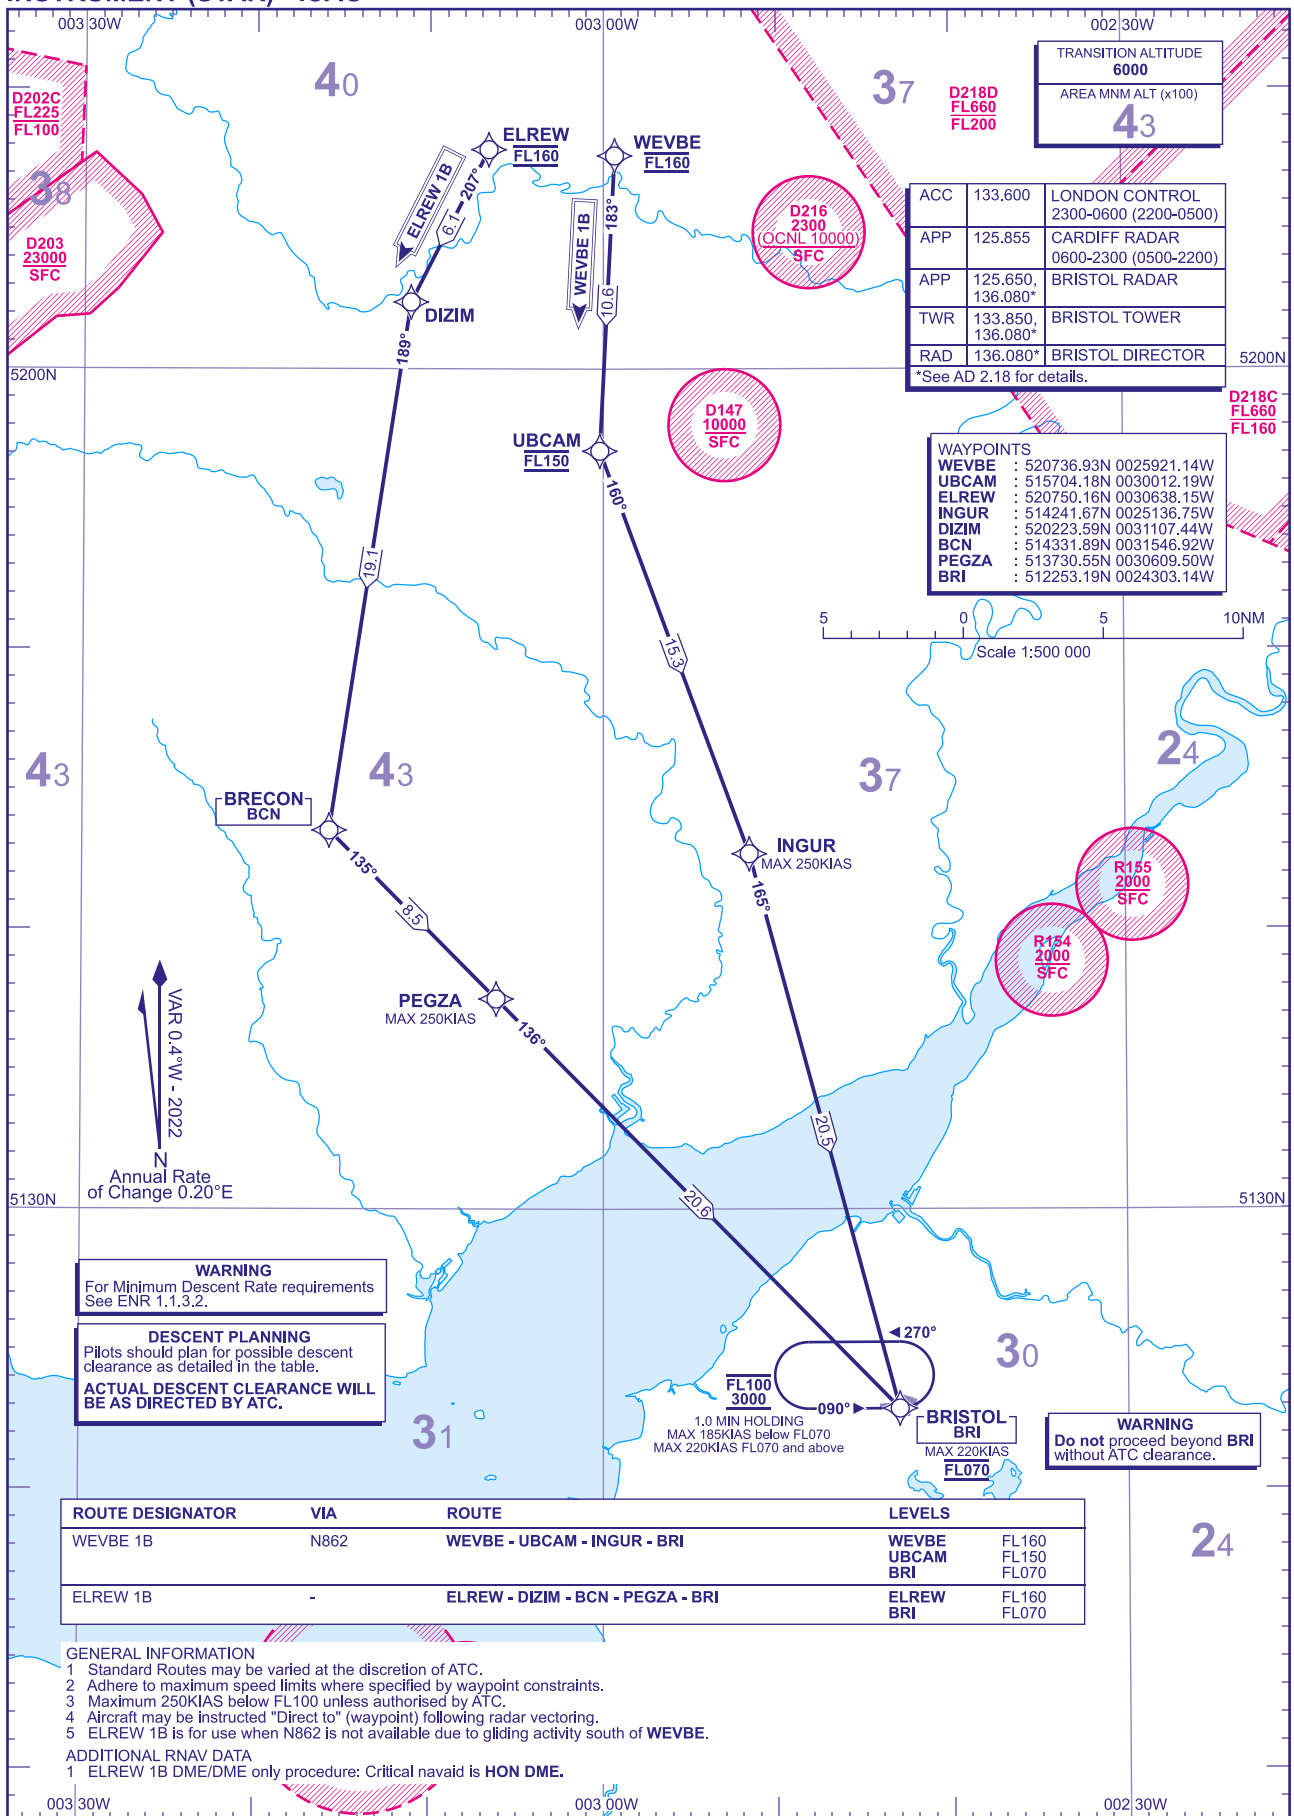 003 30W
003 00W
002 30W
40
37
TRANSITION ALTITUDE
6000
AREA MNM ALT (x100)
43
D202C
FL225
FL100
D218D
FL660
FL200
38
D203
23000
SFC
ELREW
FL160
WEVBE
FL160
ELREW 1B
207°
6.1
WEVBE 1B
183°
10.6
D216
2300
(OCNL 10000)
SFC
ACC 133.600 LONDON CONTROL
2300-0600 (2200-0500)
APP 125.855 CARDIFF RADAR
0600-2300 (0500-2200)
APP 125.650, BRISTOL RADAR
136.080*
TWR 133.850, BRISTOL TOWER
136.080*
RAD 136.080* BRISTOL DIRECTOR
*See AD 2.18 for details.
DIZIM
189°
5200N
5200N
D147
10000
SFC
D218C
FL660
FL160
UBCAM
FL150
160°
WAYPOINTS
WEVBE : 520736.93N 0025921.14W
UBCAM : 515704.18N 0030012.19W
ELREW : 520750.16N 0030638.15W
INGUR : 514241.67N 0025136.75W
DIZIM : 520223.59N 0031107.44W
BCN : 514331.89N 0031546.92W
PEGZA : 513730.55N 0030609.50W
BRI : 512253.19N 0024303.14W
19.1
5 0 5 10NM
Scale 1:500 000
15.3
43
43
37
24
BRECON
BCN
135°
8.5
INGUR
MAX 250KIAS
165°
R155
2000
SFC
R154
2000
SFC
PEGZA
MAX 250KIAS
136°
VAR 0.4°W - 2022
N
Annual Rate
of Change 0.20°E
20.5
20.6
5130N
5130N
WARNING
For Minimum Descent Rate requirements
See ENR 1.1.3.2.
DESCENT PLANNING
Pilots should plan for possible descent
clearance as detailed in the table.
ACTUAL DESCENT CLEARANCE WILL
BE AS DIRECTED BY ATC.
31
270°
30
FL100
3000
090°
1.0 MIN HOLDING
MAX 185KIAS below FL070
MAX 220KIAS FL070 and above
BRISTOL
BRI
MAX 220KIAS
FL070
WARNING
Do not proceed beyond BRI
without ATC clearance.
ROUTE DESIGNATOR VIA ROUTE LEVELS
WEVBE 1B N862 WEVBE - UBCAM - INGUR - BRI WEVBE FL160
UBCAM FL150
BRI FL070
ELREW 1B - ELREW - DIZIM - BCN - PEGZA - BRI ELREW FL160
BRI FL070
24
GENERAL INFORMATION
1 Standard Routes may be varied at the discretion of ATC.
2 Adhere to maximum speed limits where specified by waypoint constraints.
3 Maximum 250KIAS below FL100 unless authorised by ATC.
4 Aircraft may be instructed "Direct to" (waypoint) following radar vectoring.
5 ELREW 1B is for use when N862 is not available due to gliding activity south of WEVBE.
ADDITIONAL RNAV DATA
1 ELREW 1B DME/DME only procedure: Critical navaid is HON DME.
003 30W
003 00W
002 30W